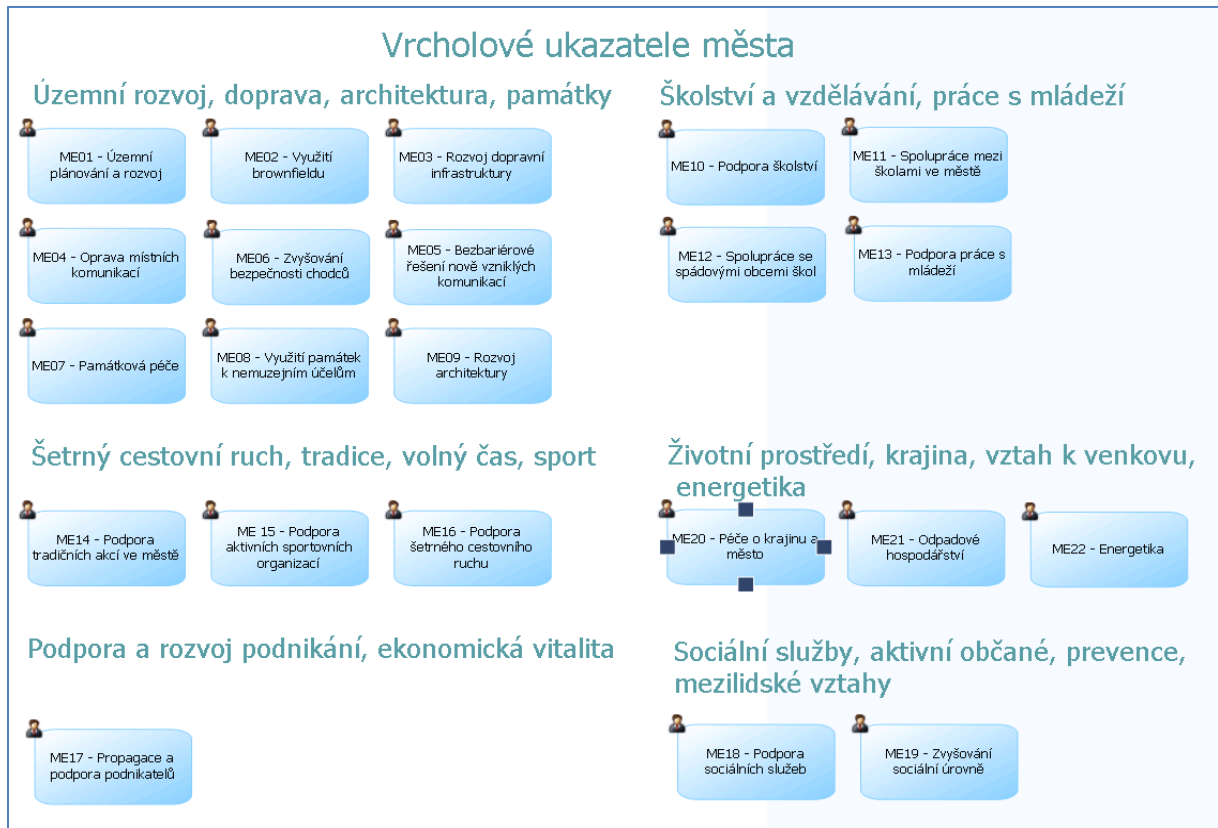 Vrcholové ukazatele města
Územní rozvoj, doprava, architektura, památky
ME01 - Územní
plánování a rozvoj
ME02 - Využití
brownfieldu
ME03 - Rozvoj dopravní
infrastruktury
ME04 - Oprava místních
komunikací
ME06 - Zvyšování
bezpečnosti chodců
ME05 - Bezbariérové
řešení nově vzniklých
komunikací
ME07 - Památková péče
ME08 - Využití památek
k nemuzejním účelům
ME09 - Rozvoj
architektury
Školství a vzdělávání, práce s mládeží
ME10 - Podpora školství
ME11 - Spolupráce mezi
školami ve městě
ME12 - Spolupráce se
spádovými obcemi škol
ME13 - Podpora práce s
mládeží
Šetrný cestovní ruch, tradice, volný čas, sport
ME14 - Podpora
tradičních akcí ve městě
ME 15 - Podpora
aktivních sportovních
organizací
ME16 - Podpora
šetrného cestovního
ruchu
Životní prostředí, krajina, vztah k venkovu,
energetika
ME20 - Péče o krajinu a
město
ME21 - Odpadové
hospodářství
ME22 - Energetika
Podpora a rozvoj podnikání, ekonomická vitalita
ME17 - Propagace a
podpora podnikatelů
Sociální služby, aktivní občané, prevence,
mezilidské vztahy
ME18 - Podpora
sociálních služeb
ME19 - Zvyšování
sociální úrovně